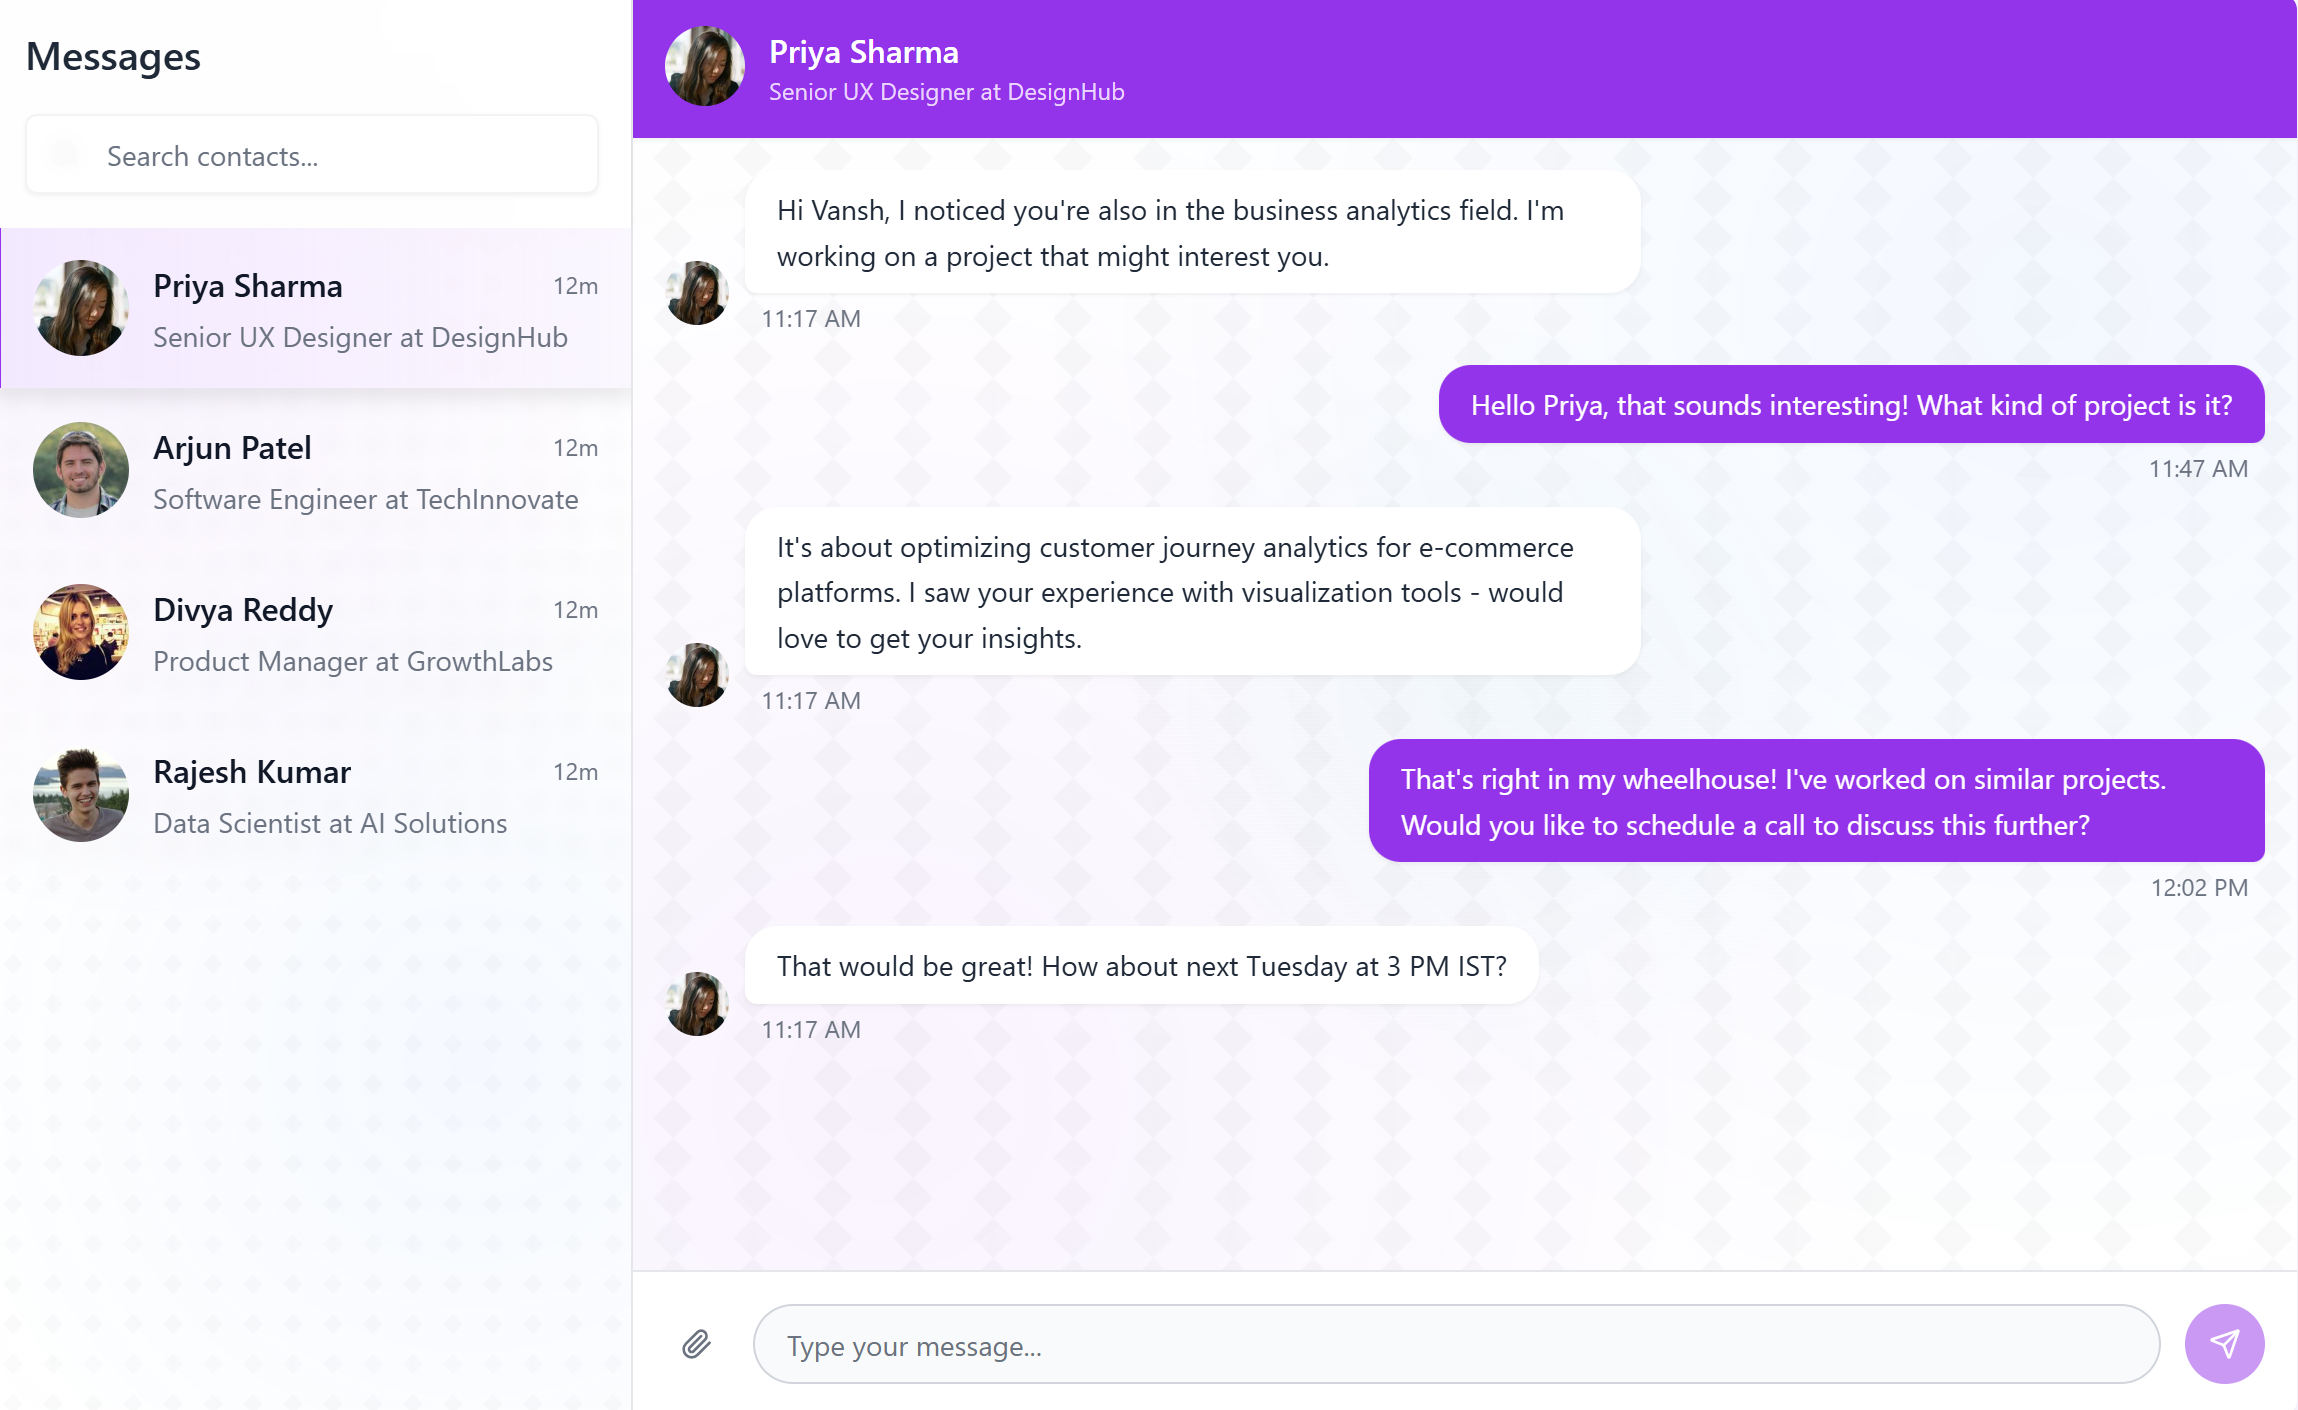 Messages
Search contacts...
Priya Sharma
12m
Senior UX Designer at DesignHub
Arjun Patel
12m
Software Engineer at TechInnovate
Divya Reddy
12m
Product Manager at GrowthLabs
Rajesh Kumar
12m
Data Scientist at AI Solutions
Priya Sharma
Senior UX Designer at DesignHub
Hi Vansh, I noticed you're also in the business analytics field. I'm
working on a project that might interest you.
11:17 AM
Hello Priya, that sounds interesting! What kind of project is it?
11:47 AM
It's about optimizing customer journey analytics for e-commerce
platforms. I saw your experience with visualization tools - would
love to get your insights.
11:17 AM
That's right in my wheelhouse! I've worked on similar projects.
Would you like to schedule a call to discuss this further?
12:02 PM
That would be great! How about next Tuesday at 3 PM IST?
11:17 AM
Type your message...